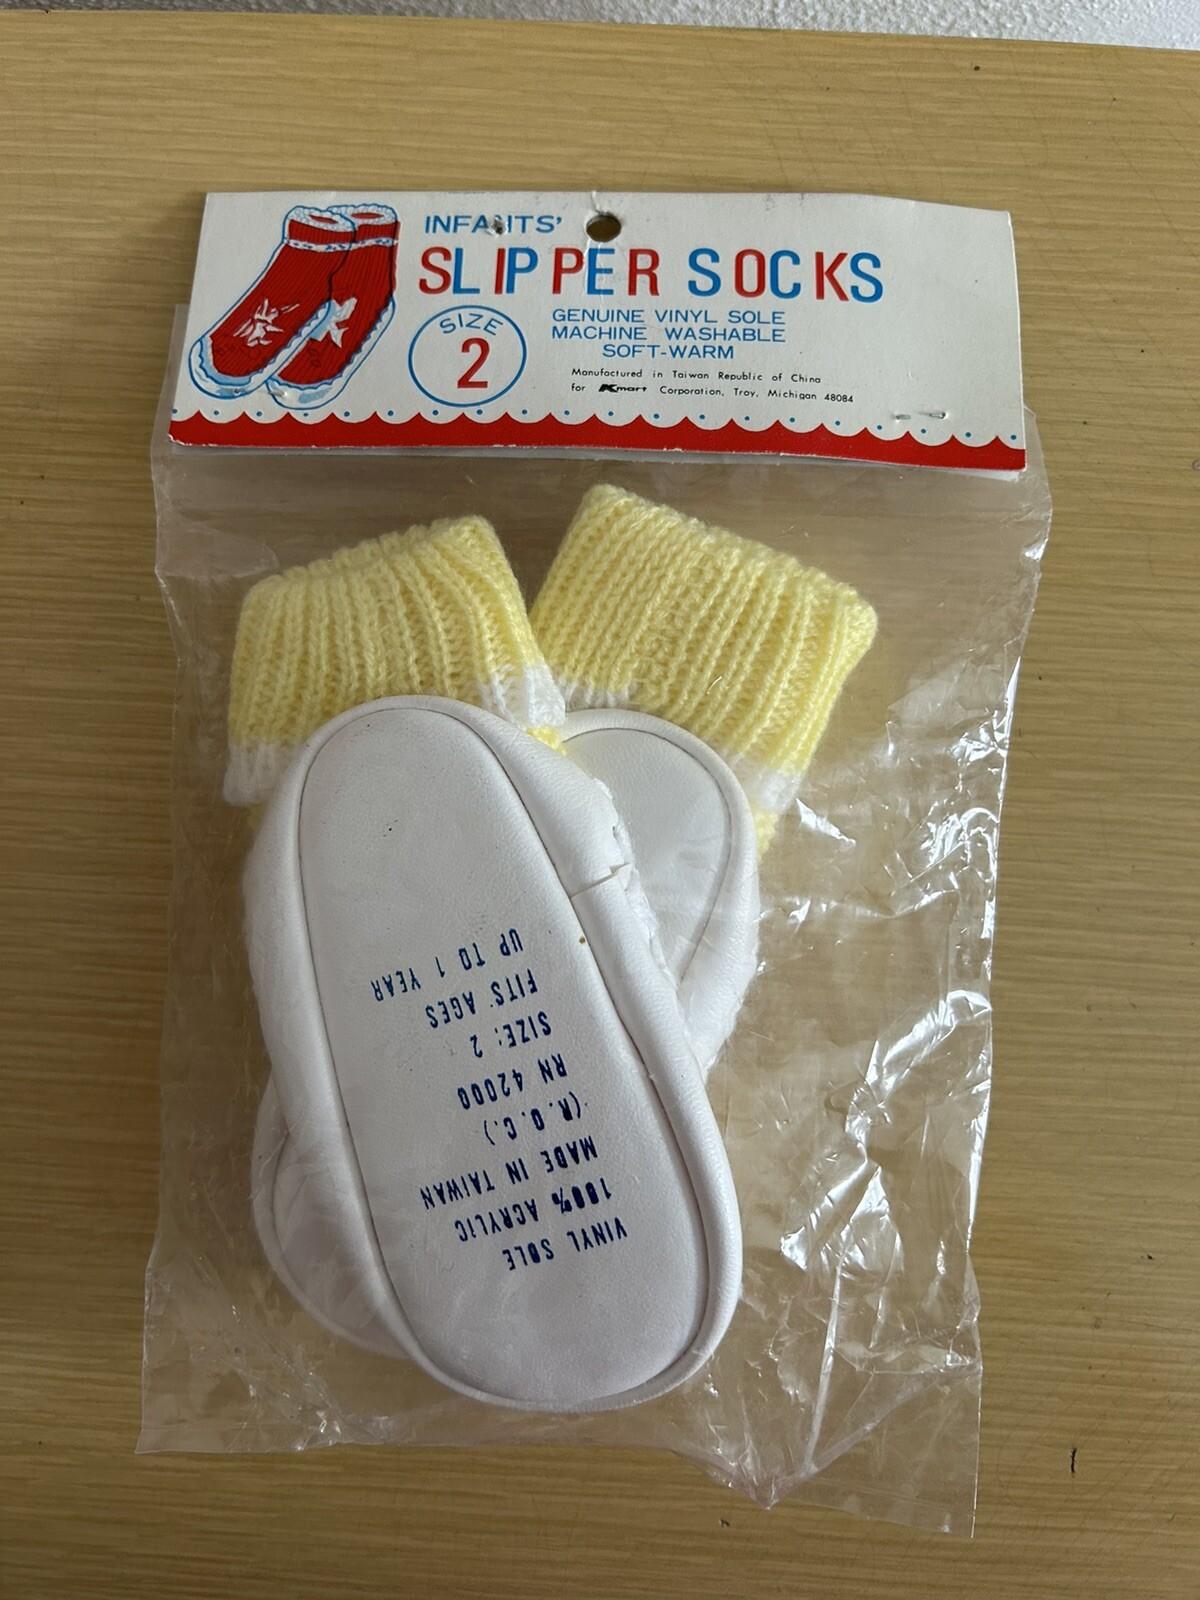 INFANTS'
SLIPPER SOCKS
SIZE
2
GENUINE VINYL SOLE
MACHINE WASHABLE
SOFT-WARM
Manufactured in Taiwan Republic of China
for Kmart Corporation, Troy, Michigan 48084
VINYL SOLE
100% ACRYLIC
MADE IN TAIWAN
(R.O.C.)
RN 42000
SIZE: 2
FITS AGES
UP TO 1 YEAR